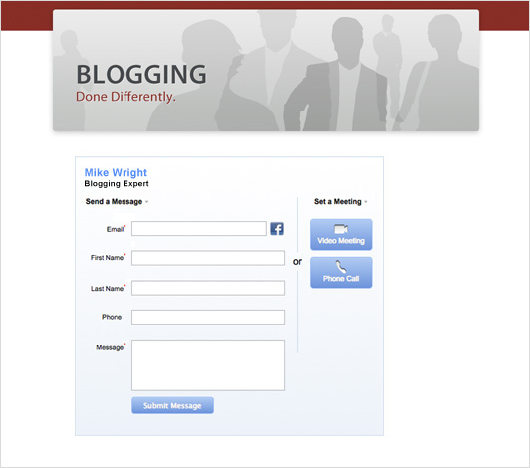 BLOGGING
Done Differently.
Mike Wright
Blogging Expert
Send a Message
Email*
First Name*
Last Name*
Phone
Message*
Submit Message
or
Set a Meeting
Video Meeting
Phone Call